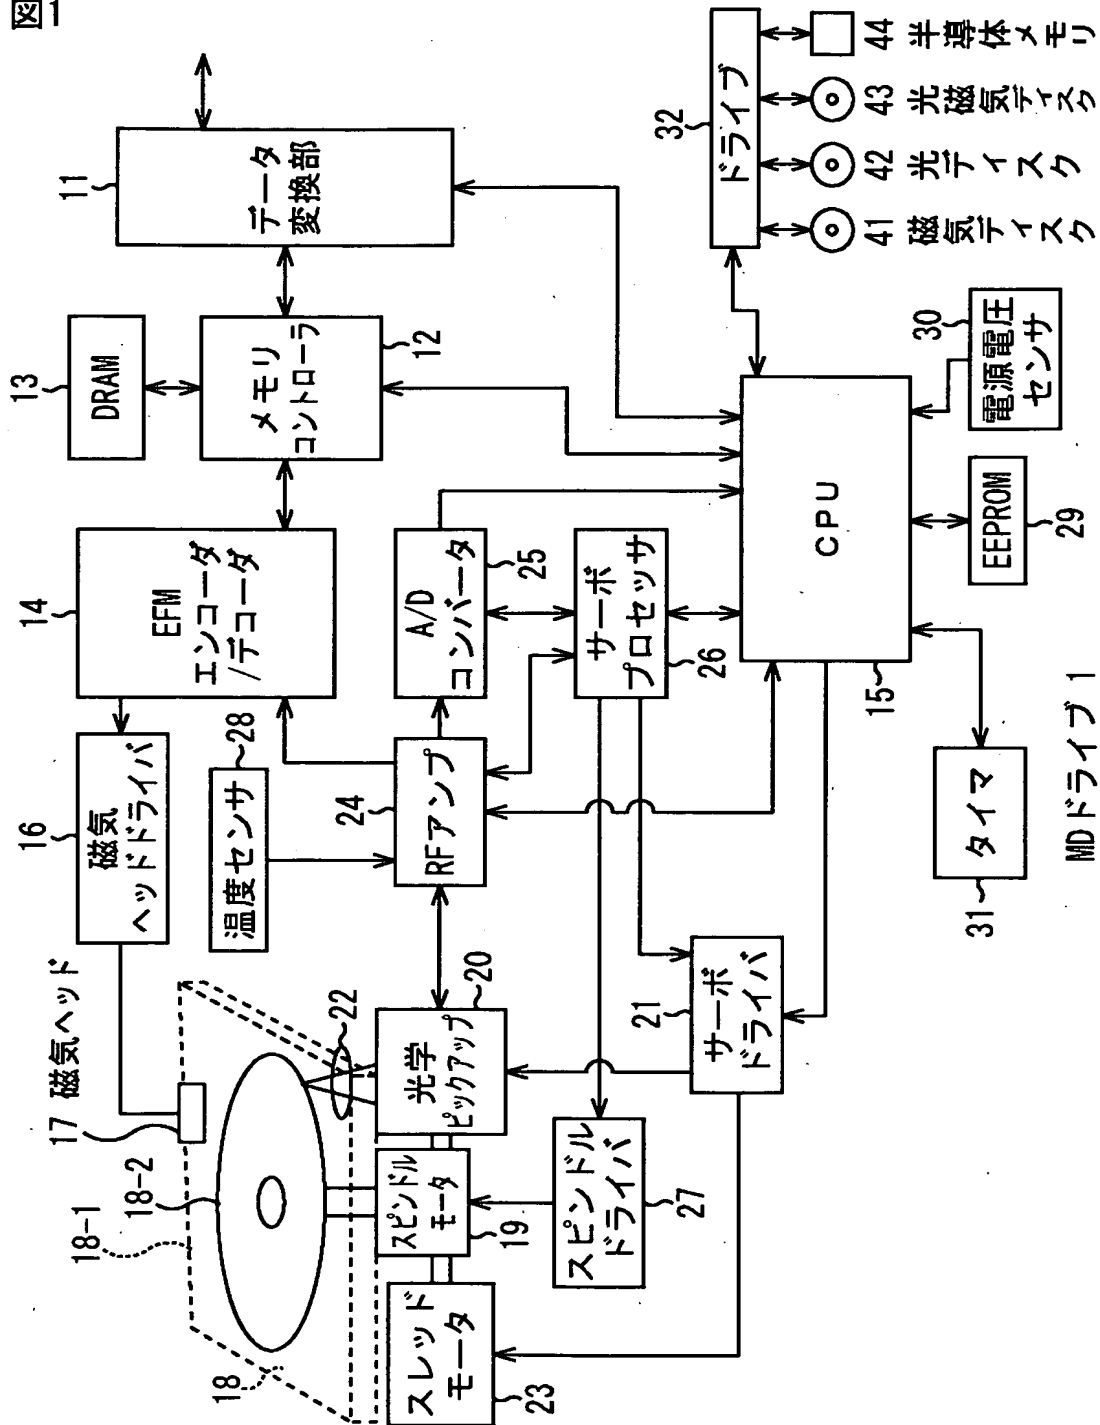 図1
11
データ
変換部
13
DRAM
メモリ
コントローラ
12
14
EFM
エンコーダ
/デコーダ
16
磁気
ヘッドドライバ
17 磁気ヘッド
18-1
18-2
18
温度センサ
28
24
RFアンプ
A/D
コンバータ
25
サーボ
プロセッサ
26
22
光学
ピックアップ
20
スピンドル
モータ
19
スレッド
モータ
23
スピンドル
ドライバ
27
21
サーボ
ドライバ
CPU
15
32
ドライブ
44 半導体メモリ
43 光磁気ディスク
42 光ディスク
41 磁気ディスク
30
電源電圧
センサ
EEPROM
29
タイマ
31
MDドライブ 1